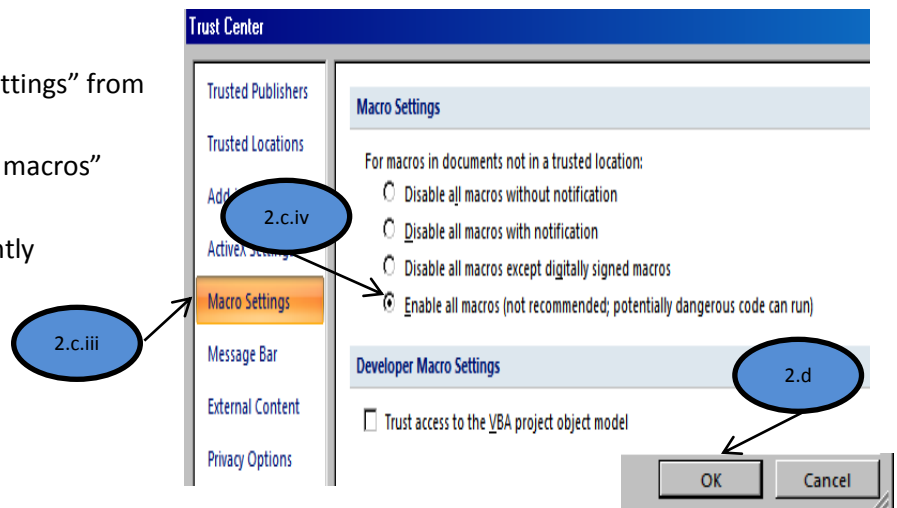 Trust Center
ttings” from
macros”
ntly
Trusted Publishers
Trusted Locations
ActiveX Settings
Macro Settings
Message Bar
External Content
Privacy Options
Macro Settings
For macros in documents not in a trusted location:
Disable all macros without notification
Disable all macros with notification
Disable all macros except digitally signed macros
Enable all macros (not recommended; potentially dangerous code can run)
Developer Macro Settings
Trust access to the VBA project object model
2.c.iv
2.c.iii
2.d
OK
Cancel